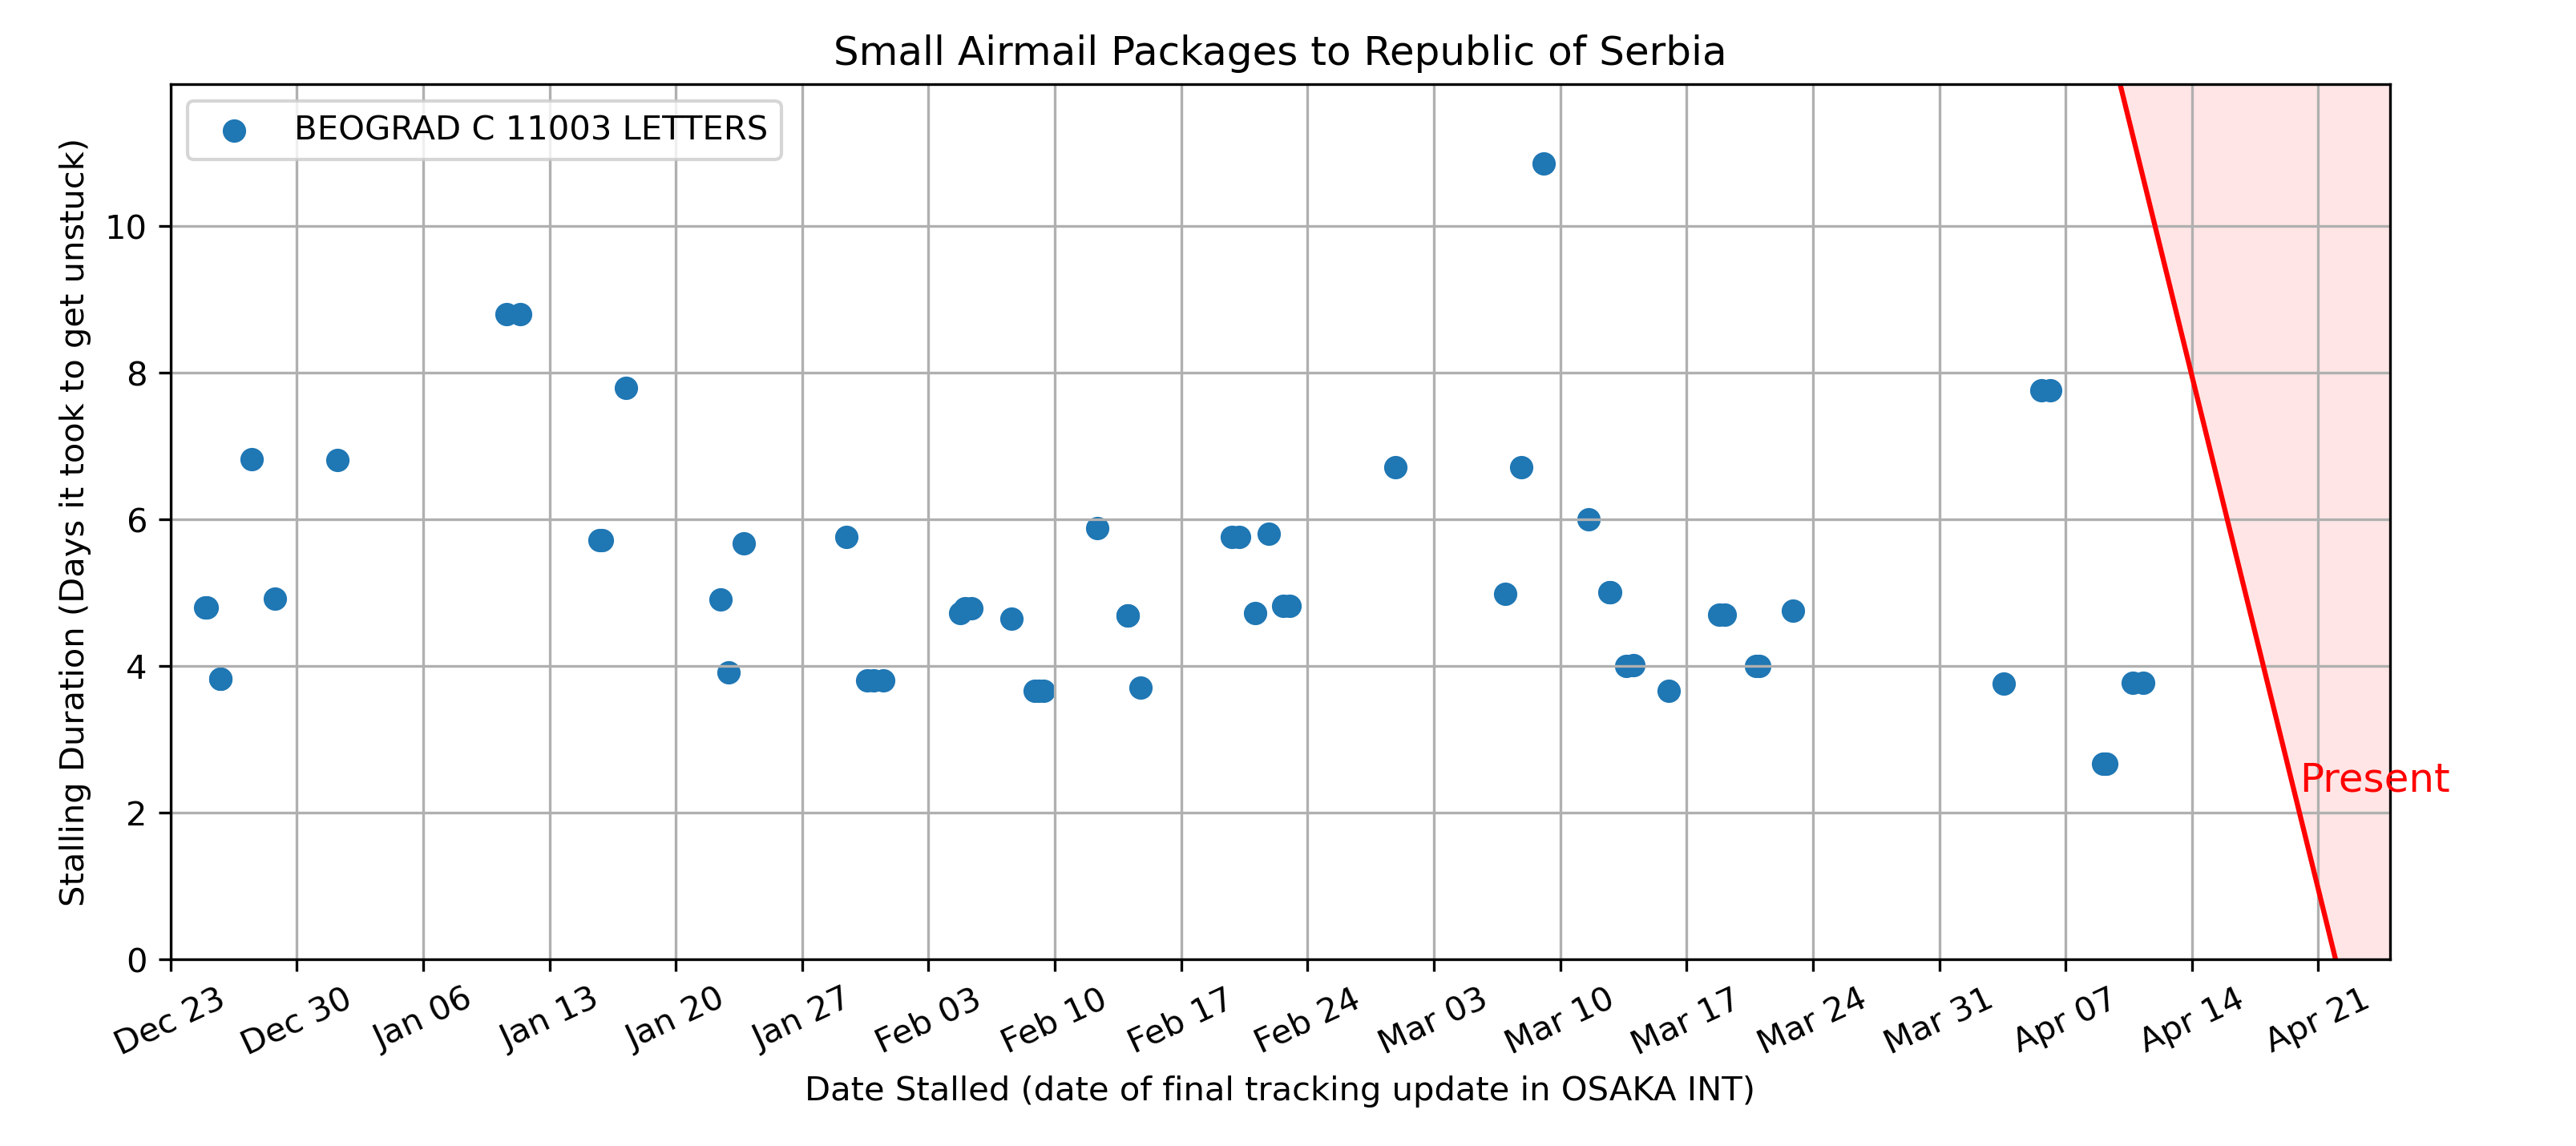 Small Airmail Packages to Republic of Serbia
BEOGRAD C 11003 LETTERS
Stalling Duration (Days it took to get unstuck)
10
8
6
4
2
0
Present
Dec 23
Dec 30
Jan 06
Jan 13
Jan 20
Jan 27
Feb 03
Feb 10
Feb 17
Feb 24
Mar 03
Mar 10
Mar 17
Mar 24
Mar 31
Apr 07
Apr 14
Apr 21
Date Stalled (date of final tracking update in OSAKA INT)